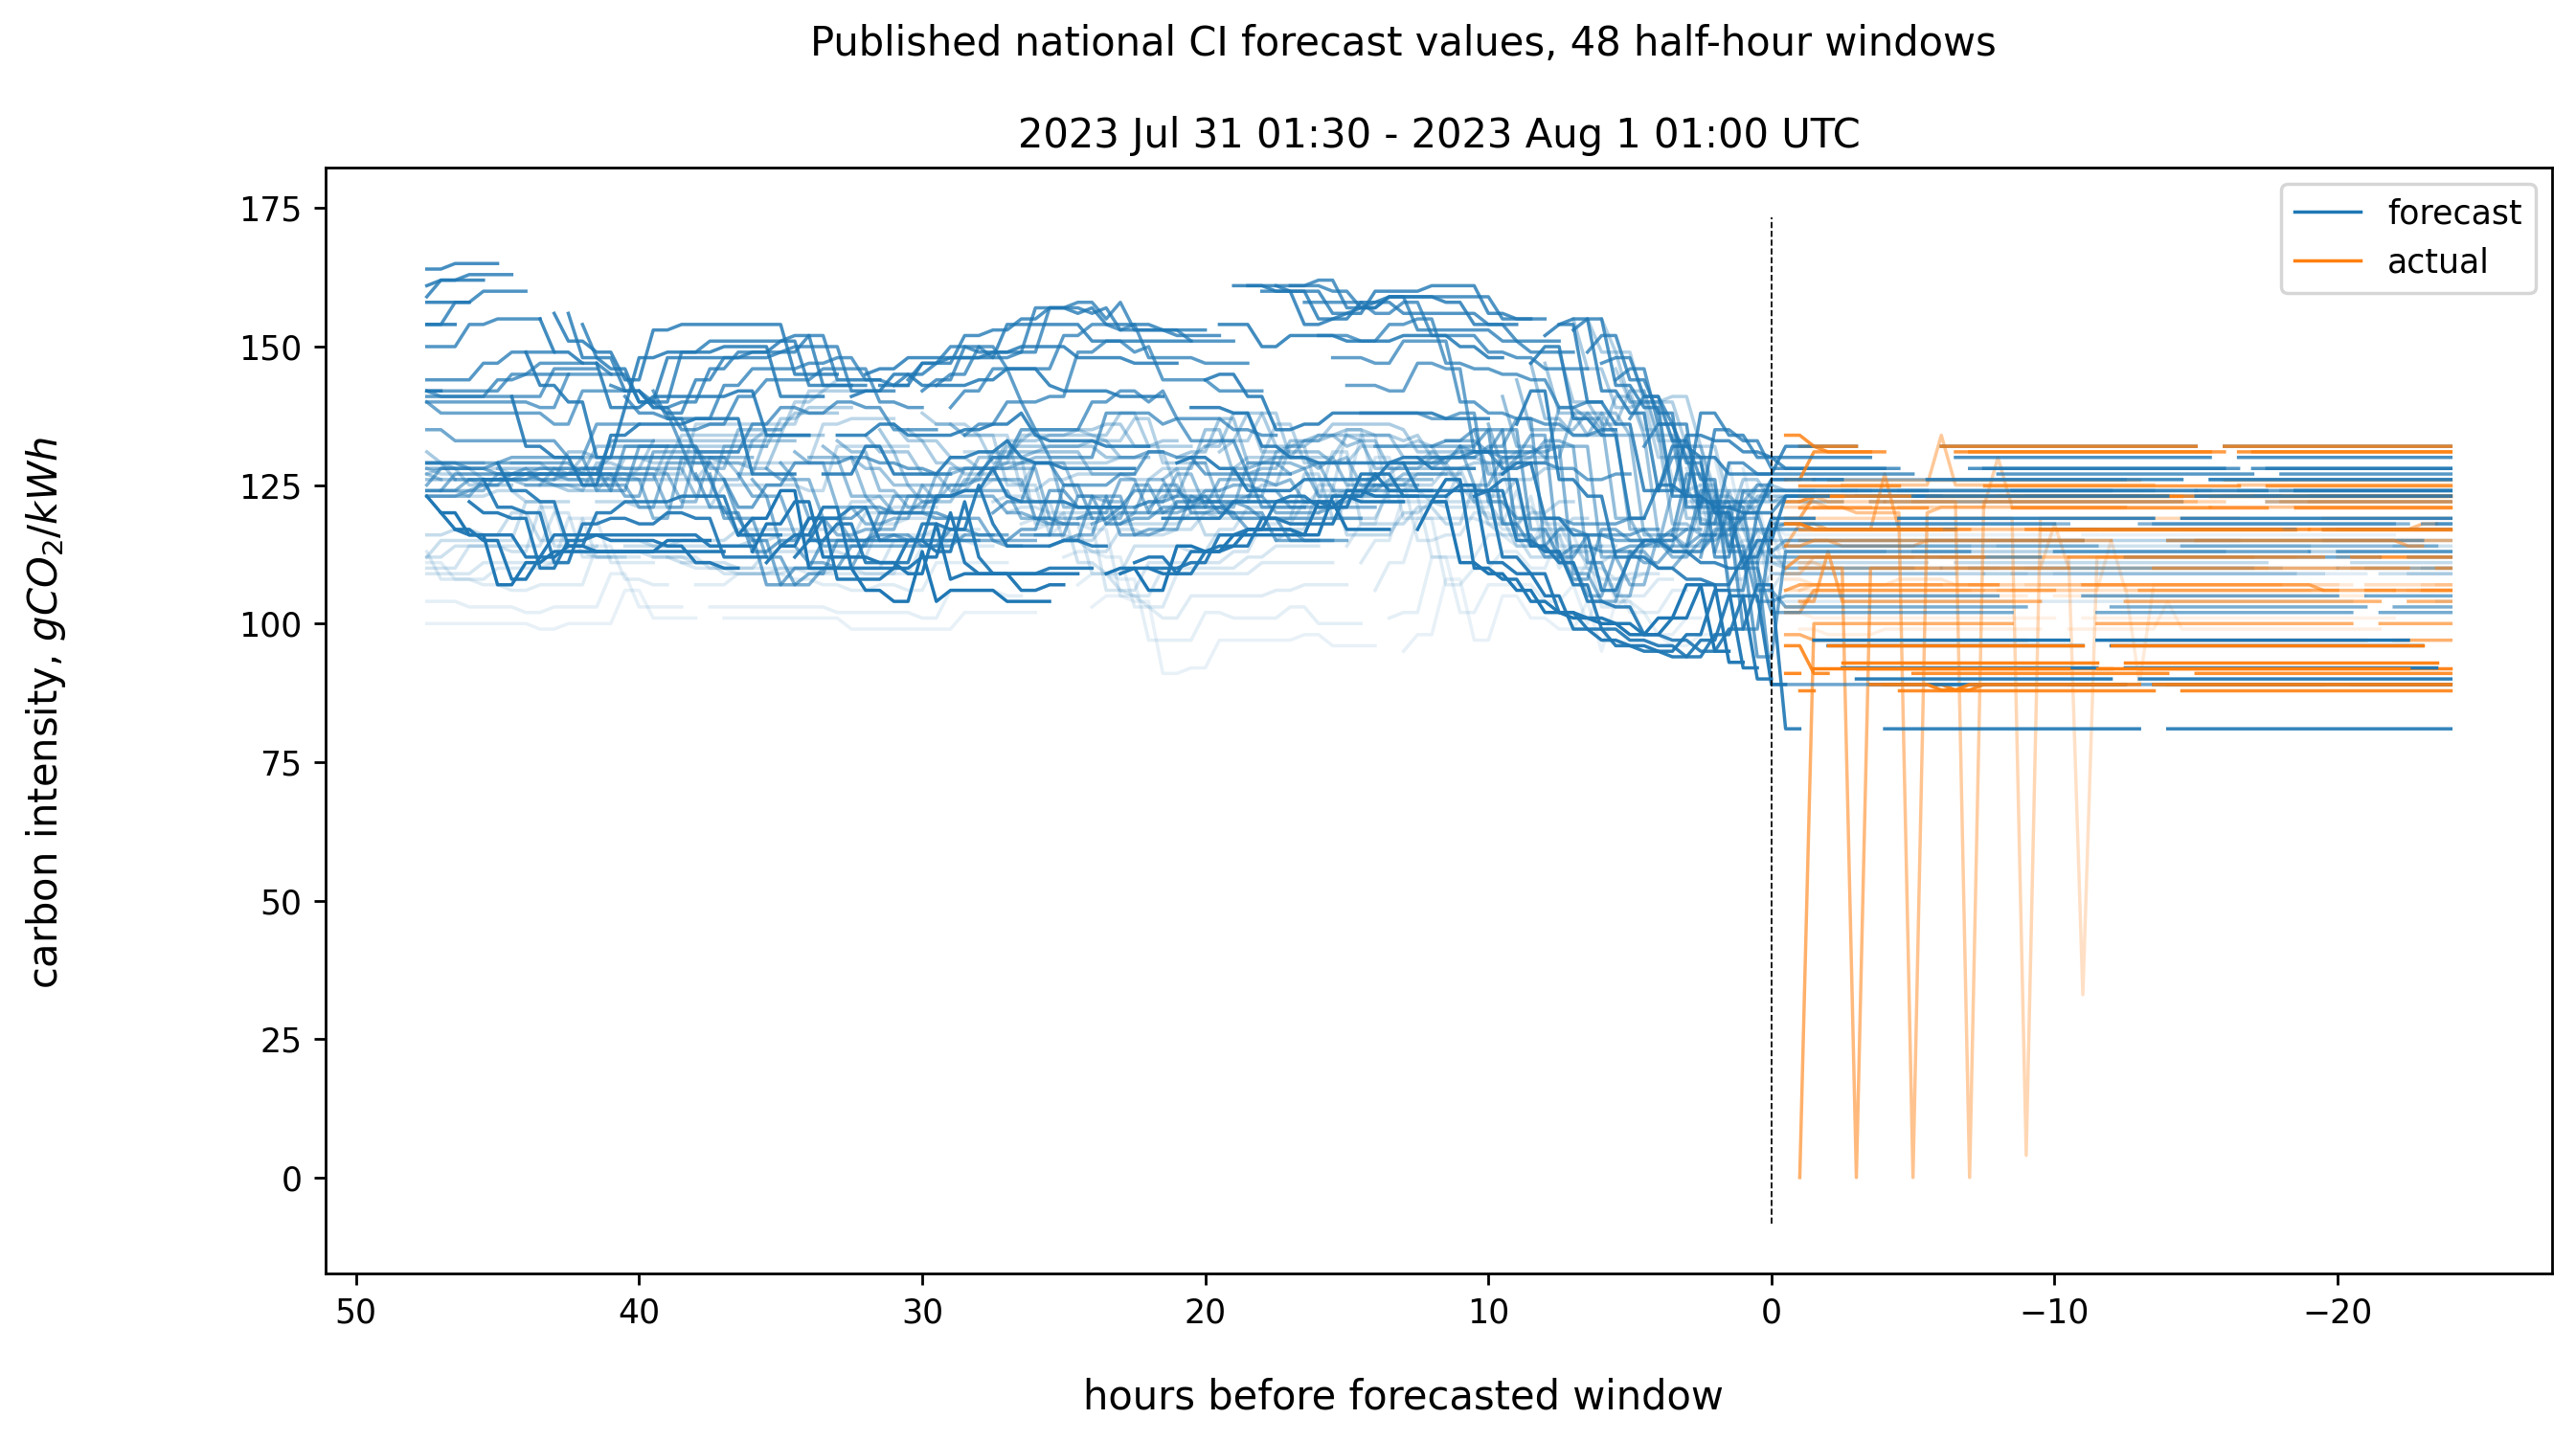 Published national CI forecast values, 48 half-hour windows
2023 Jul 31 01:30 - 2023 Aug 1 01:00 UTC
forecast
actual
carbon intensity, gCO₂/kWh
175
150
125
100
75
50
25
0
50 40 30 20 10 0 −10 −20
hours before forecasted window